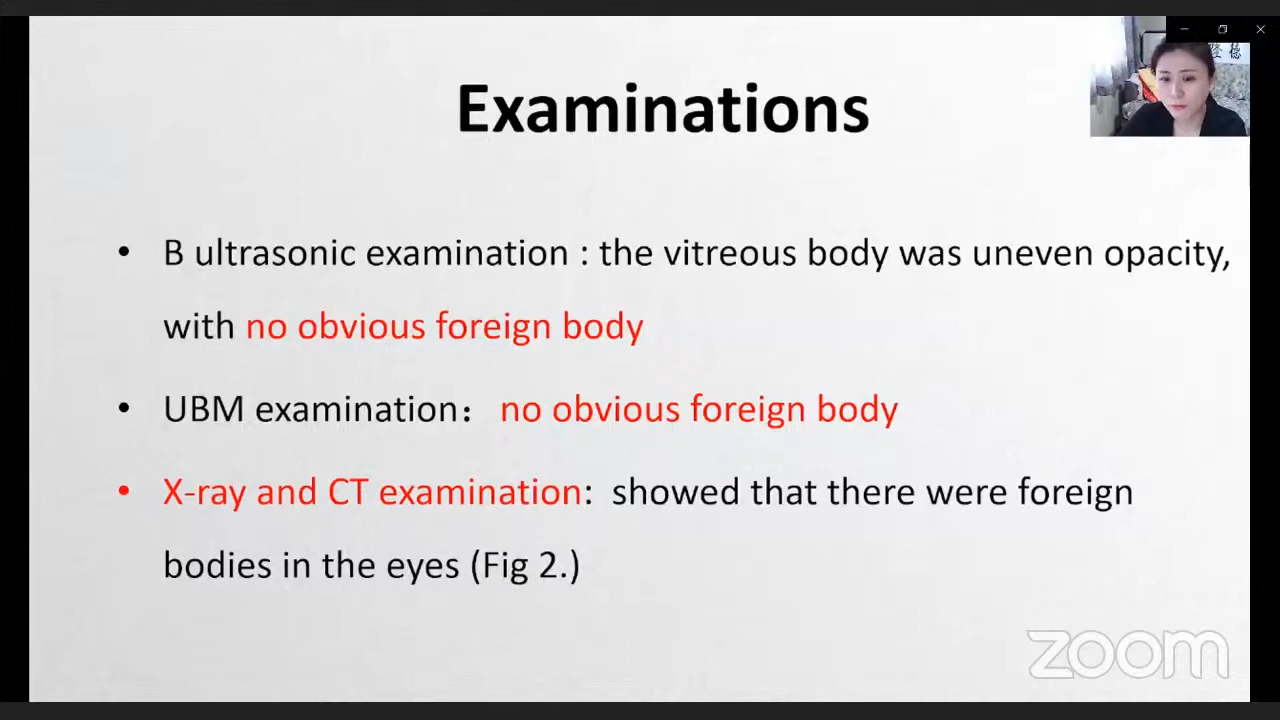 Examinations
• B ultrasonic examination : the vitreous body was uneven opacity,
with no obvious foreign body
• UBM examination： no obvious foreign body
• X-ray and CT examination: showed that there were foreign
bodies in the eyes (Fig 2.)
zoom